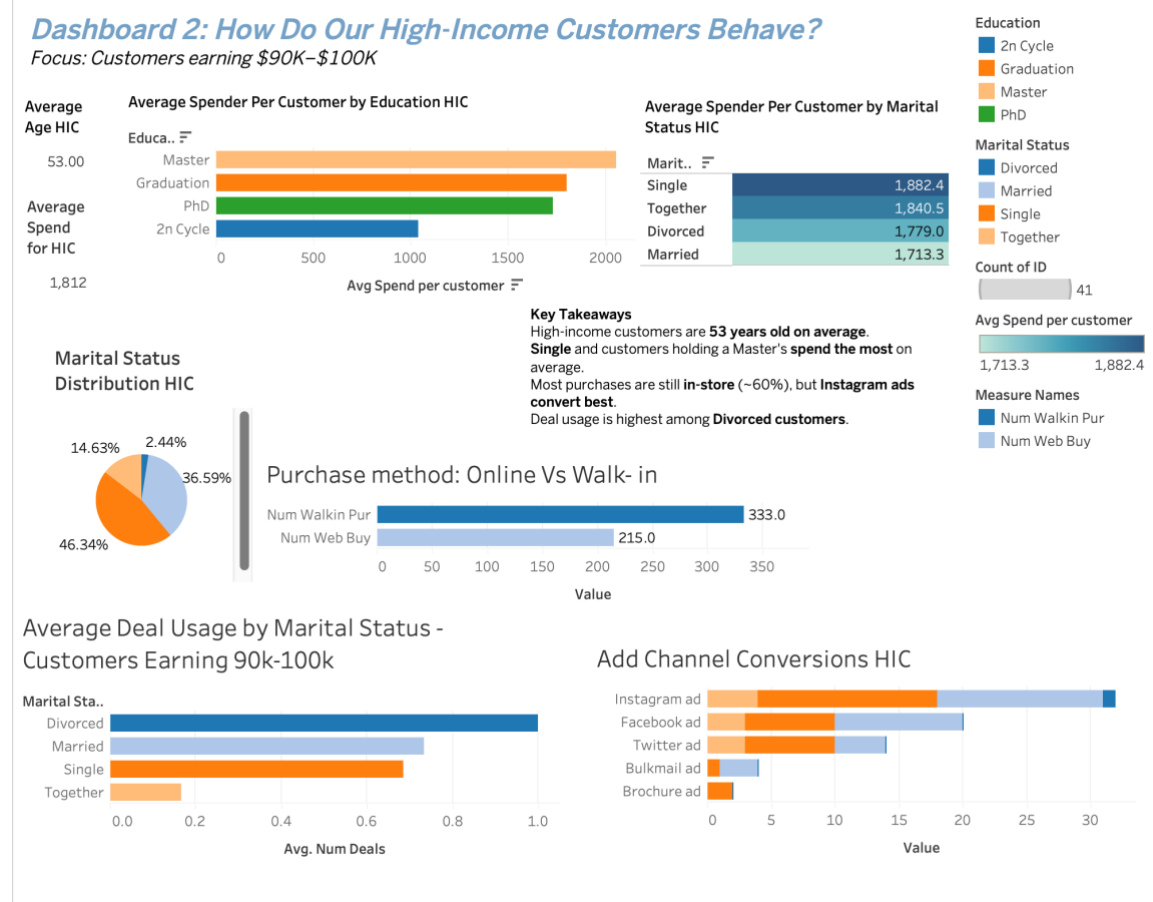 Dashboard 2: How Do Our High-Income Customers Behave?
Focus: Customers earning $90K–$100K
Average
Age HIC
53.00
Average
Spend
for HIC
1,812
Average Spender Per Customer by Education HIC
Educa..
Master
Graduation
PhD
2n Cycle
0 500 1000 1500 2000
Avg Spend per customer
Average Spender Per Customer by Marital
Status HIC
Marit..
Single 1,882.4
Together 1,840.5
Divorced 1,779.0
Married 1,713.3
Education
2n Cycle
Graduation
Master
PhD
Marital Status
Divorced
Married
Single
Together
Count of ID
41
Avg Spend per customer
1,713.3 1,882.4
Measure Names
Num Walkin Pur
Num Web Buy
Key Takeaways
High-income customers are 53 years old on average.
Single and customers holding a Master's spend the most on
average.
Most purchases are still in-store (~60%), but Instagram ads
convert best.
Deal usage is highest among Divorced customers.
Marital Status
Distribution HIC
14.63% 2.44%
36.59%
46.34%
Purchase method: Online Vs Walk- in
Num Walkin Pur 333.0
Num Web Buy 215.0
0 50 100 150 200 250 300 350
Value
Average Deal Usage by Marital Status -
Customers Earning 90k-100k
Marital Sta..
Divorced
Married
Single
Together
0.0 0.2 0.4 0.6 0.8 1.0
Avg. Num Deals
Add Channel Conversions HIC
Instagram ad
Facebook ad
Twitter ad
Bulkmail ad
Brochure ad
0 5 10 15 20 25 30
Value